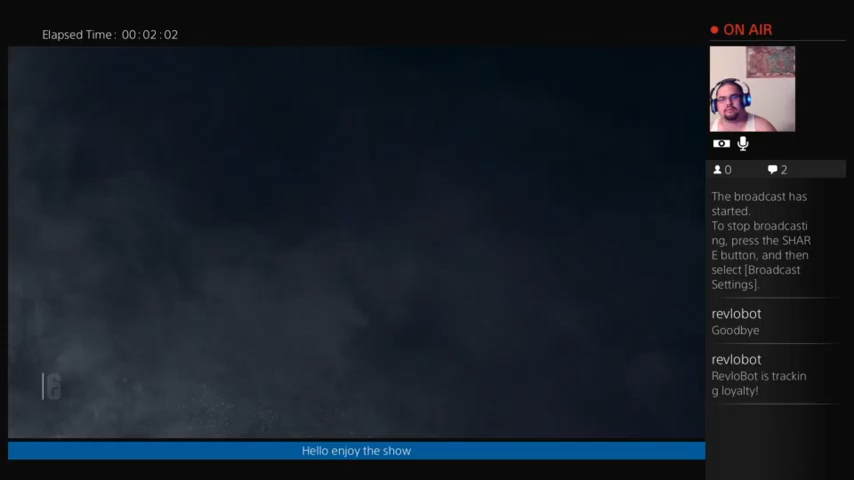 Elapsed Time: 00:02:02
ON AIR
0
2
The broadcast has
started.
To stop broadcasti
ng, press the SHAR
E button, and then
select [Broadcast
Settings].
revlobot
Goodbye
revlobot
RevloBot is trackin
g loyalty!
6
Hello enjoy the show